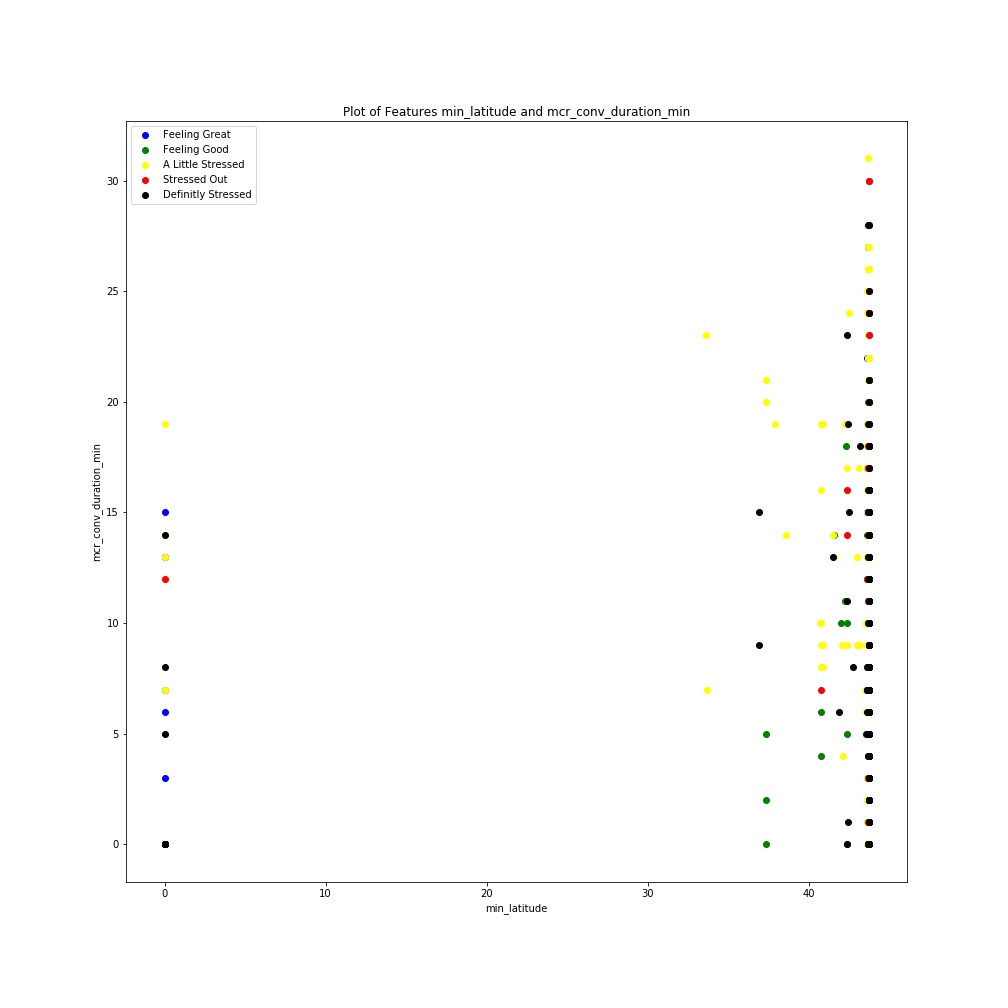 Plot of Features min_latitude and mcr_conv_duration_min
Feeling Great
Feeling Good
A Little Stressed
Stressed Out
Definitly Stressed
mcr_conv_duration_min
30
25
20
15
10
5
0
0 10 20 30 40
min_latitude